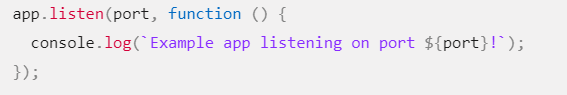 app.listen(port, function () {
  console.log(`Example app listening on port ${port}!`);
});